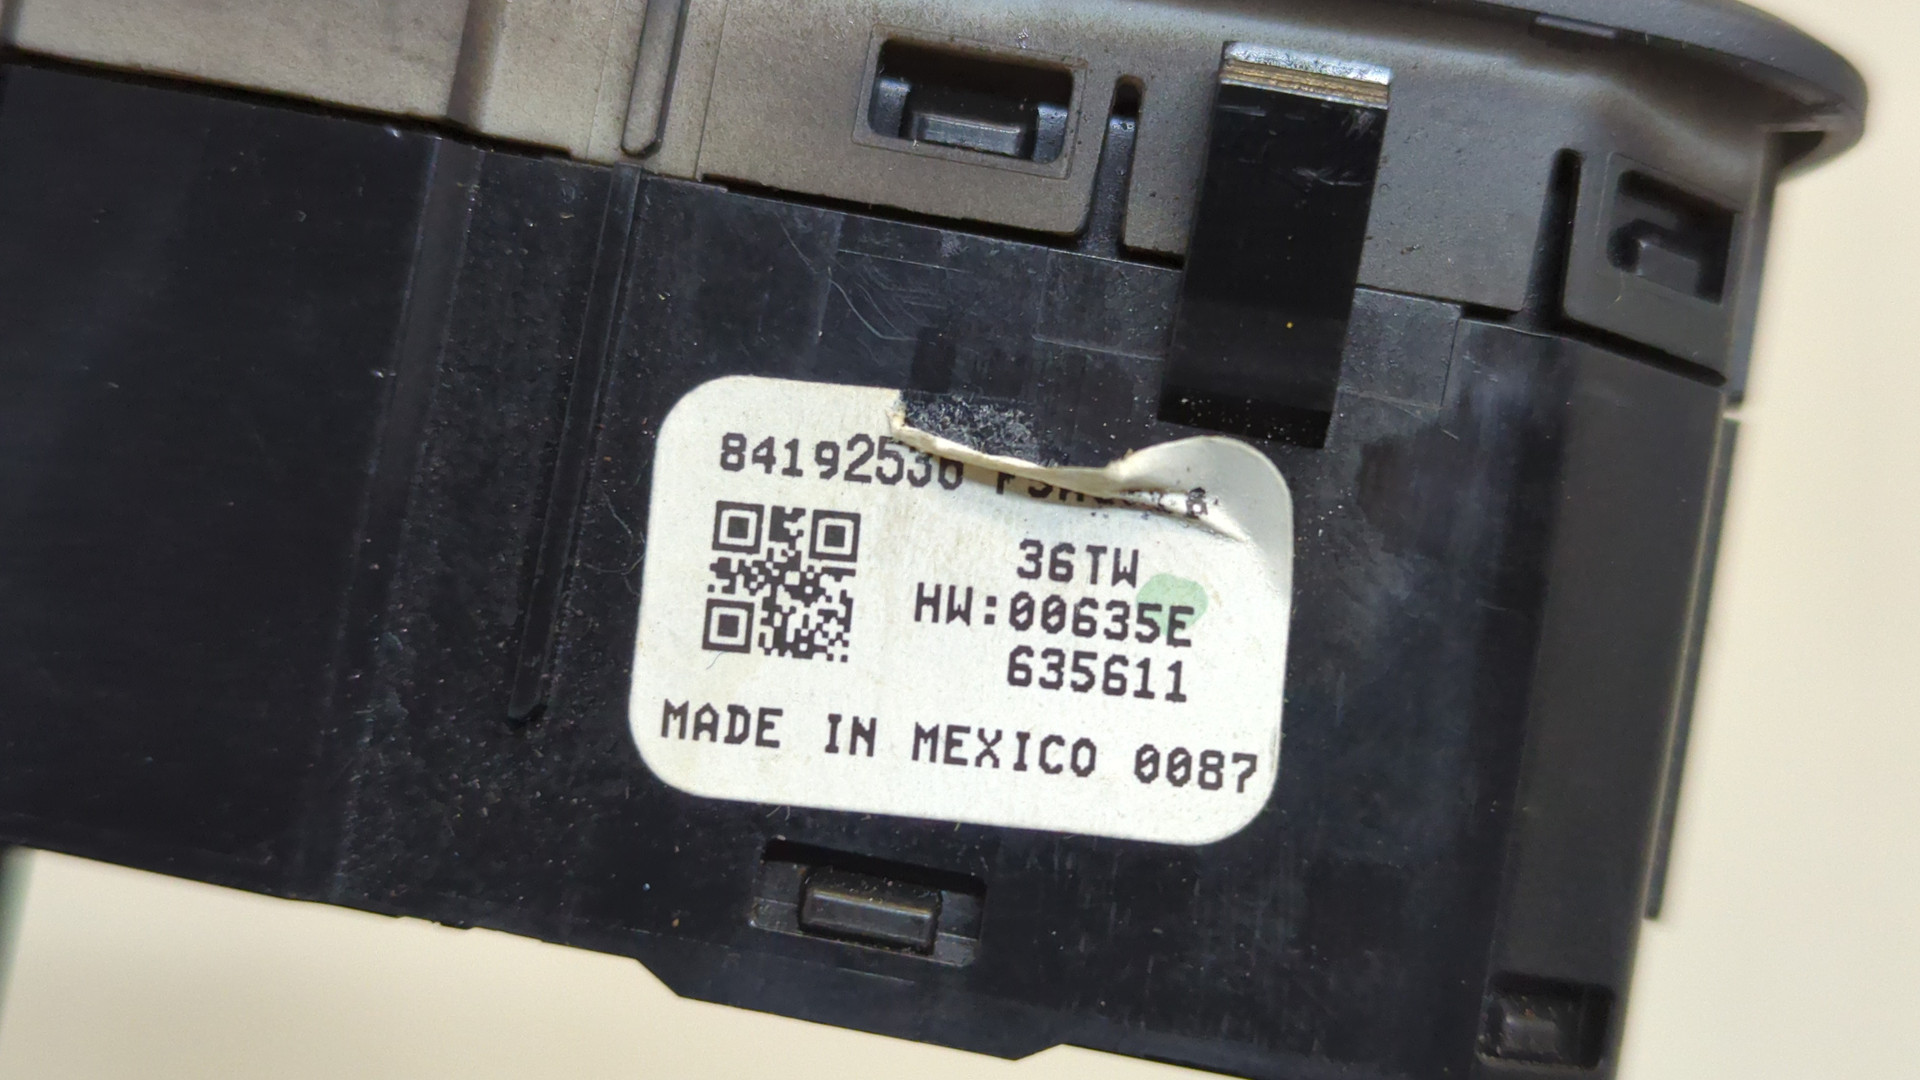 84192536
36TW
HW:00635E
635611
MADE IN MEXICO 0087